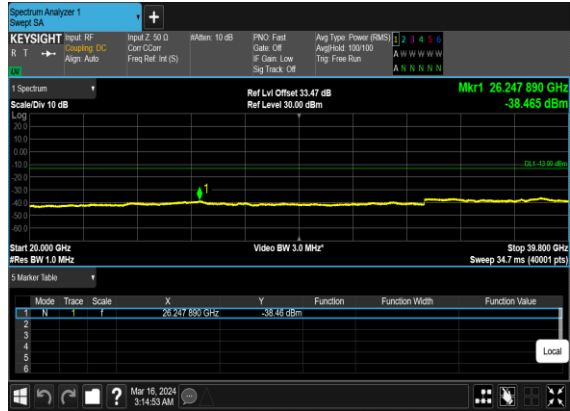 Spectrum Analyzer 1
Swept SA
+
KEYSIGHT Input: RF Input Z: 50 Ω #Atten: 10 dB PNO: Fast Avg Type: Power (RMS) 1 2 3 4 5 6
R T Coupling: DC Corr CCorr Gate: Off Avg|Hold: 100/100 A W W W W W
Align: Auto Freq Ref: Int (S) IF Gain: Low Trig: Free Run
Sig Track: Off A N N N N N
1 Spectrum Ref Lvl Offset 33.47 dB Mkr1 26.247 890 GHz
Scale/Div 10 dB Ref Level 30.00 dBm -38.465 dBm
Log
20.0
10.0
0.00
-10.0
DL1 -13.00 dBm
-20.0
-30.0
1
-40.0
-50.0
-60.0
Start 20.000 GHz Video BW 3.0 MHz* Stop 39.800 GHz
#Res BW 1.0 MHz Sweep 34.7 ms (40001 pts)
5 Marker Table
Mode Trace Scale X Y Function Function Width Function Value
1 N 1 f 26.247 890 GHz -38.46 dBm
2
3
4
5
6
Local
? Mar 16, 2024
3:14:53 AM